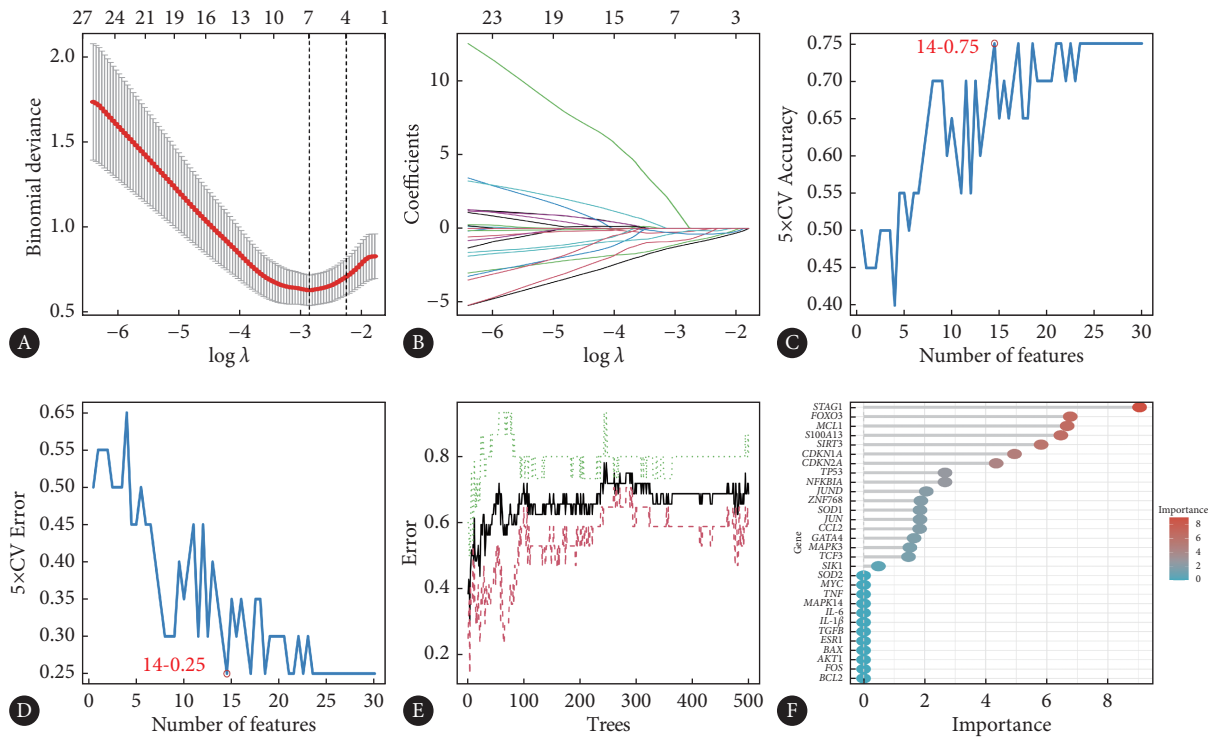 27 24 21 19 16 13 7 4 1
2.0
1.5
1.0
0.5
Binomial deviance
−6 −5 −4 −3 −2
log λ
A
23 19 15 7 3
10
5
0
−5
Coefficients
−6 −5 −4 −3 −2
log λ
B
14-0.75
0.75
0.70
0.65
0.60
0.55
0.50
0.45
0.40
5×CV Accuracy
0 5 10 15 20 25 30
Number of features
C
0.65
0.60
0.55
0.50
0.45
0.40
0.35
0.30
0.25
5×CV Error
14-0.25
0 5 10 15 20 25 30
Number of features
D
0.8
0.6
0.4
0.2
Error
0 100 200 300 400 500
Trees
E
STAG1
FOXO3
MCL1
S100A13
SIRT3
CDKN1A
CDKN2A
TP53
NFKBIA
JUND
ZNF768
SOD1
JUN
CCL2
GATA4
MAPK3
TCF3
SIK1
SOD2
MYC
TNF
MAPK14
IL-6
IL-1β
TGFB
ESR1
BAX
AKT1
FOS
BCL2
Gene
0 2 4 6 8
Importance
Importance
8
6
4
2
0
F